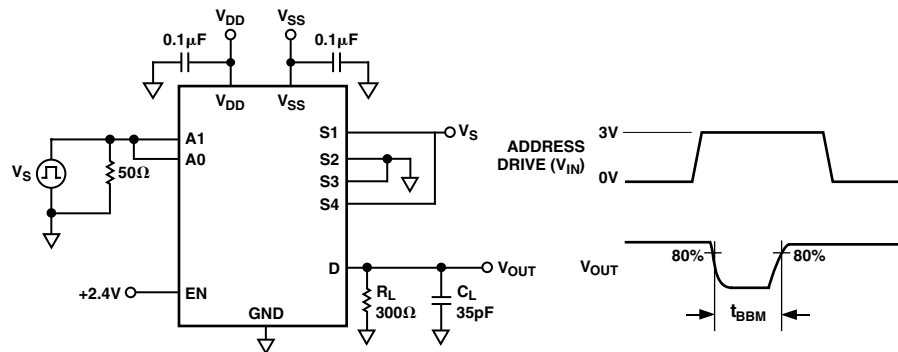 VDD VSS
0.1µF 0.1µF
VDD VSS
A1 S1 VS
A0 S2
VS 50Ω S3
S4
D VOUT
+2.4V EN RL CL
300Ω 35pF
GND
ADDRESS
DRIVE (VIN)
3V
0V
VOUT 80% 80%
tBBM